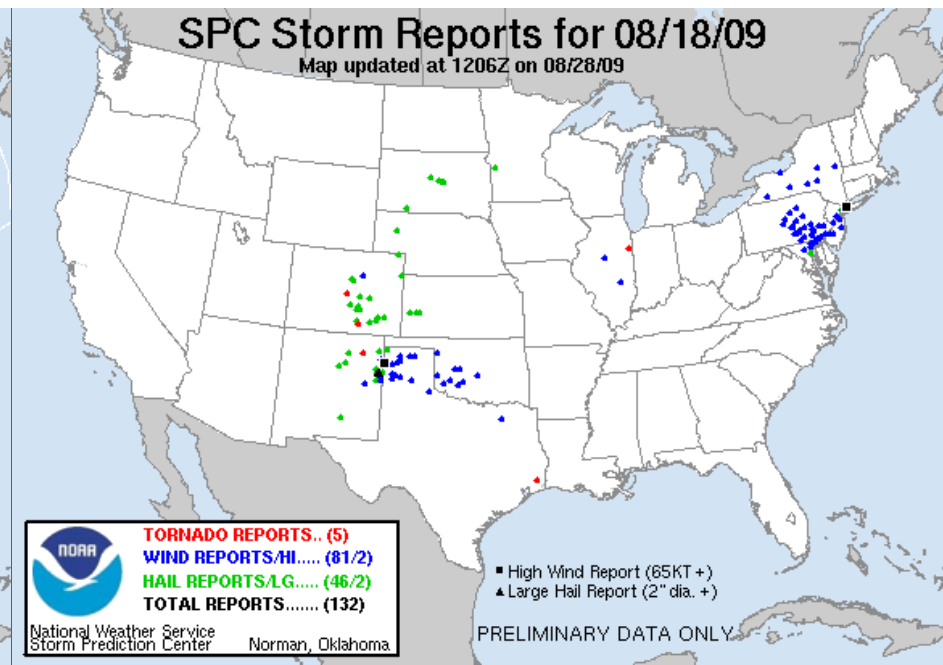 SPC Storm Reports for 08/18/09
Map updated at 1206Z on 08/28/09
NOAA
TORNADO REPORTS.. (5)
WIND REPORTS/HI..... (81/2)
HAIL REPORTS/LG..... (46/2)
TOTAL REPORTS....... (132)
National Weather Service
Storm Prediction Center Norman, Oklahoma
High Wind Report (65KT +)
Large Hail Report (2" dia. +)
PRELIMINARY DATA ONLY